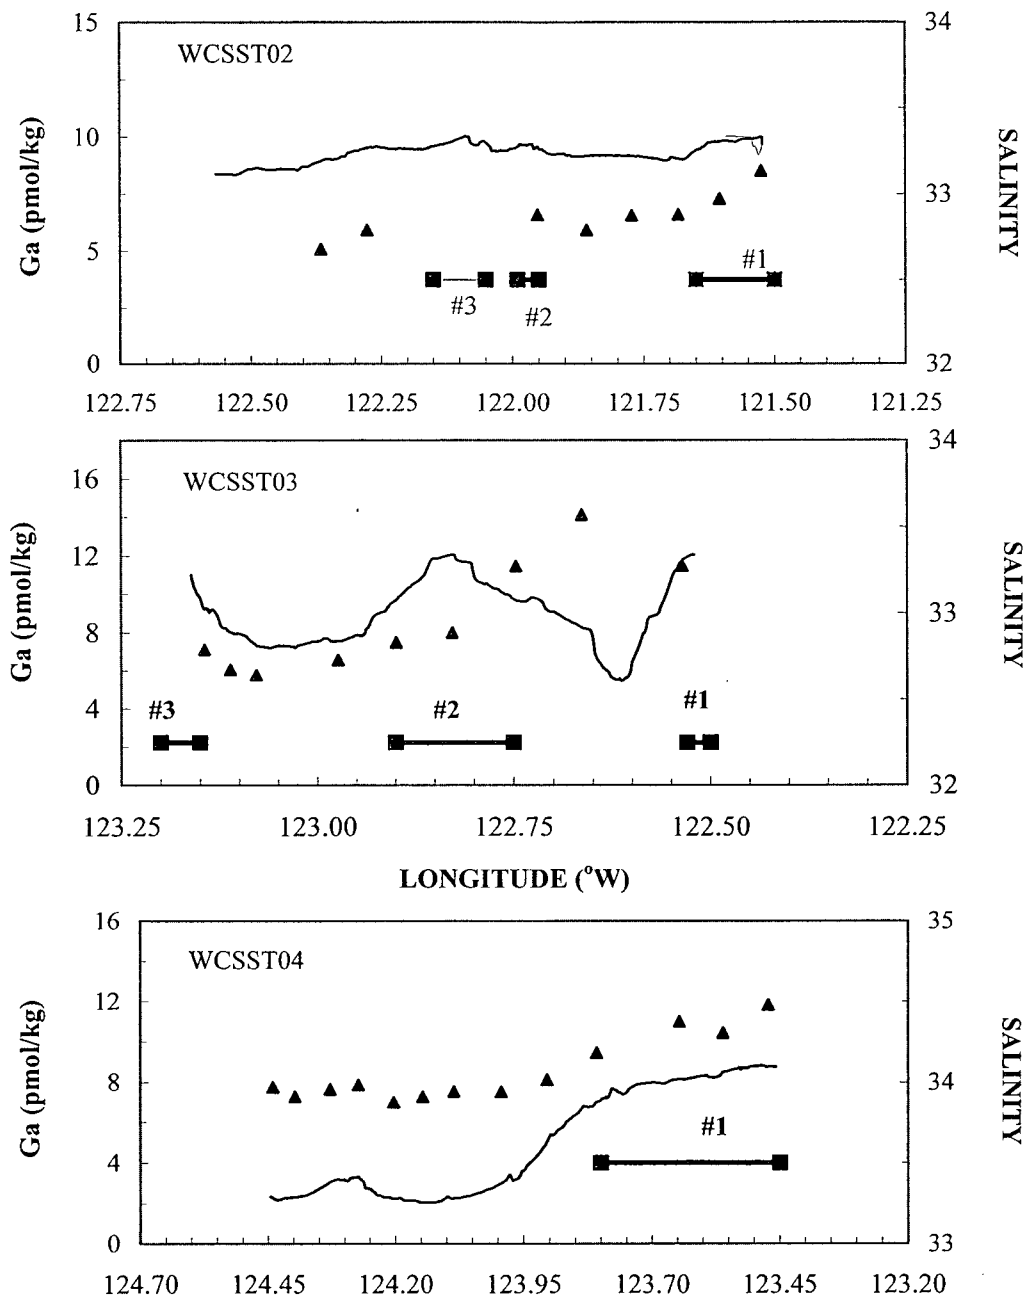 15
34
WCSST02
10
33
5
#1
#3
#2
0
32
Ga (pmol/kg)
SALINITY
122.75 122.50 122.25 122.00 121.75 121.50 121.25
34
16
WCSST03
12
33
8
#3
#2
#1
4
0
32
Ga (pmol/kg)
SALINITY
123.25 123.00 122.75 122.50 122.25
LONGITUDE (°W)
16
35
WCSST04
12
8
34
#1
4
0
33
Ga (pmol/kg)
SALINITY
124.70 124.45 124.20 123.95 123.70 123.45 123.20